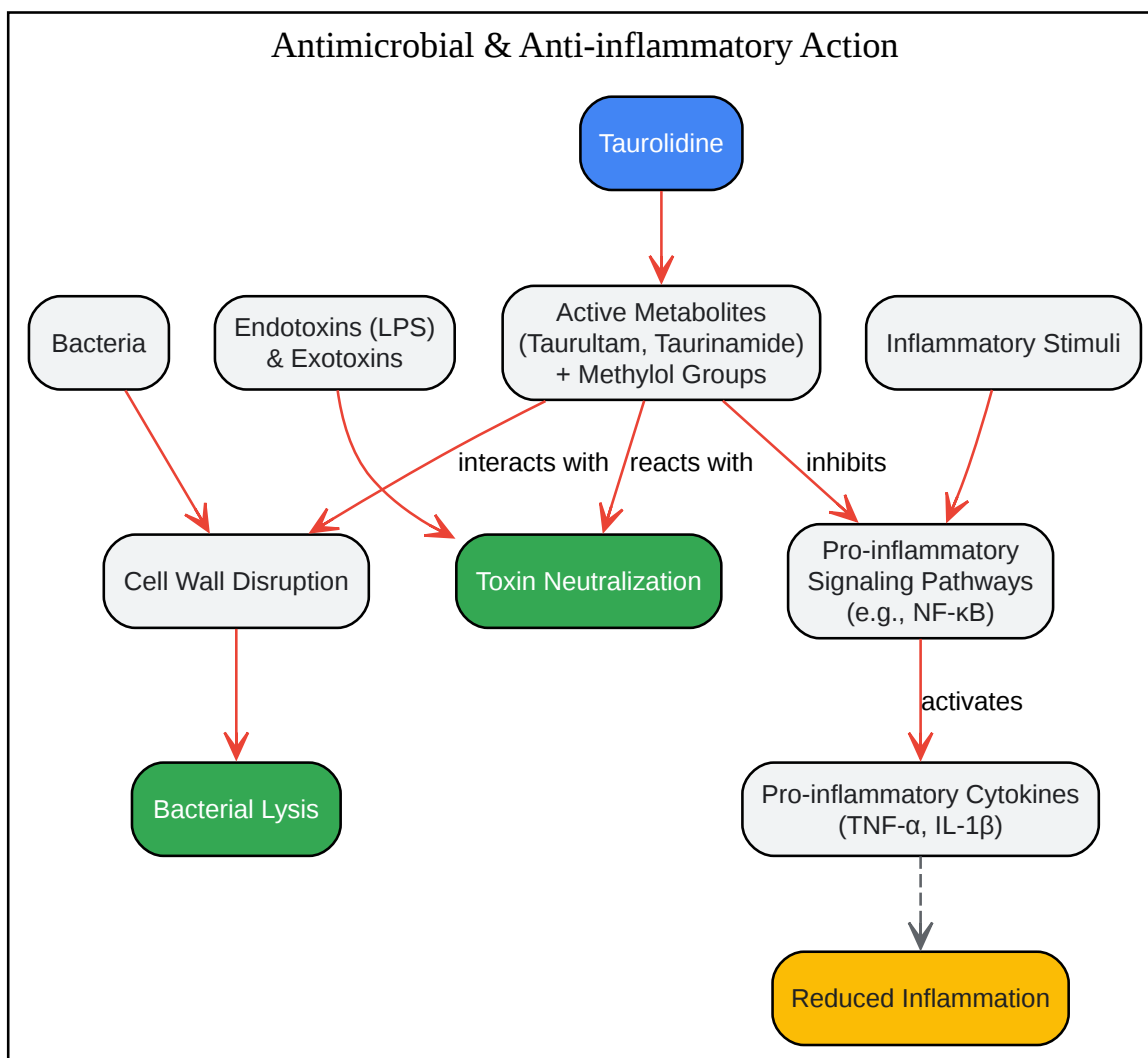 Antimicrobial & Anti-inflammatory Action
Taurolidine
Bacteria
Endotoxins (LPS)
& Exotoxins
Active Metabolites
(Taurultam, Taurinamide)
+ Methylol Groups
Inflammatory Stimuli
interacts with
reacts with
inhibits
Cell Wall Disruption
Toxin Neutralization
Pro-inflammatory
Signaling Pathways
(e.g., NF-κB)
activates
Bacterial Lysis
Pro-inflammatory Cytokines
(TNF-α, IL-1β)
Reduced Inflammation